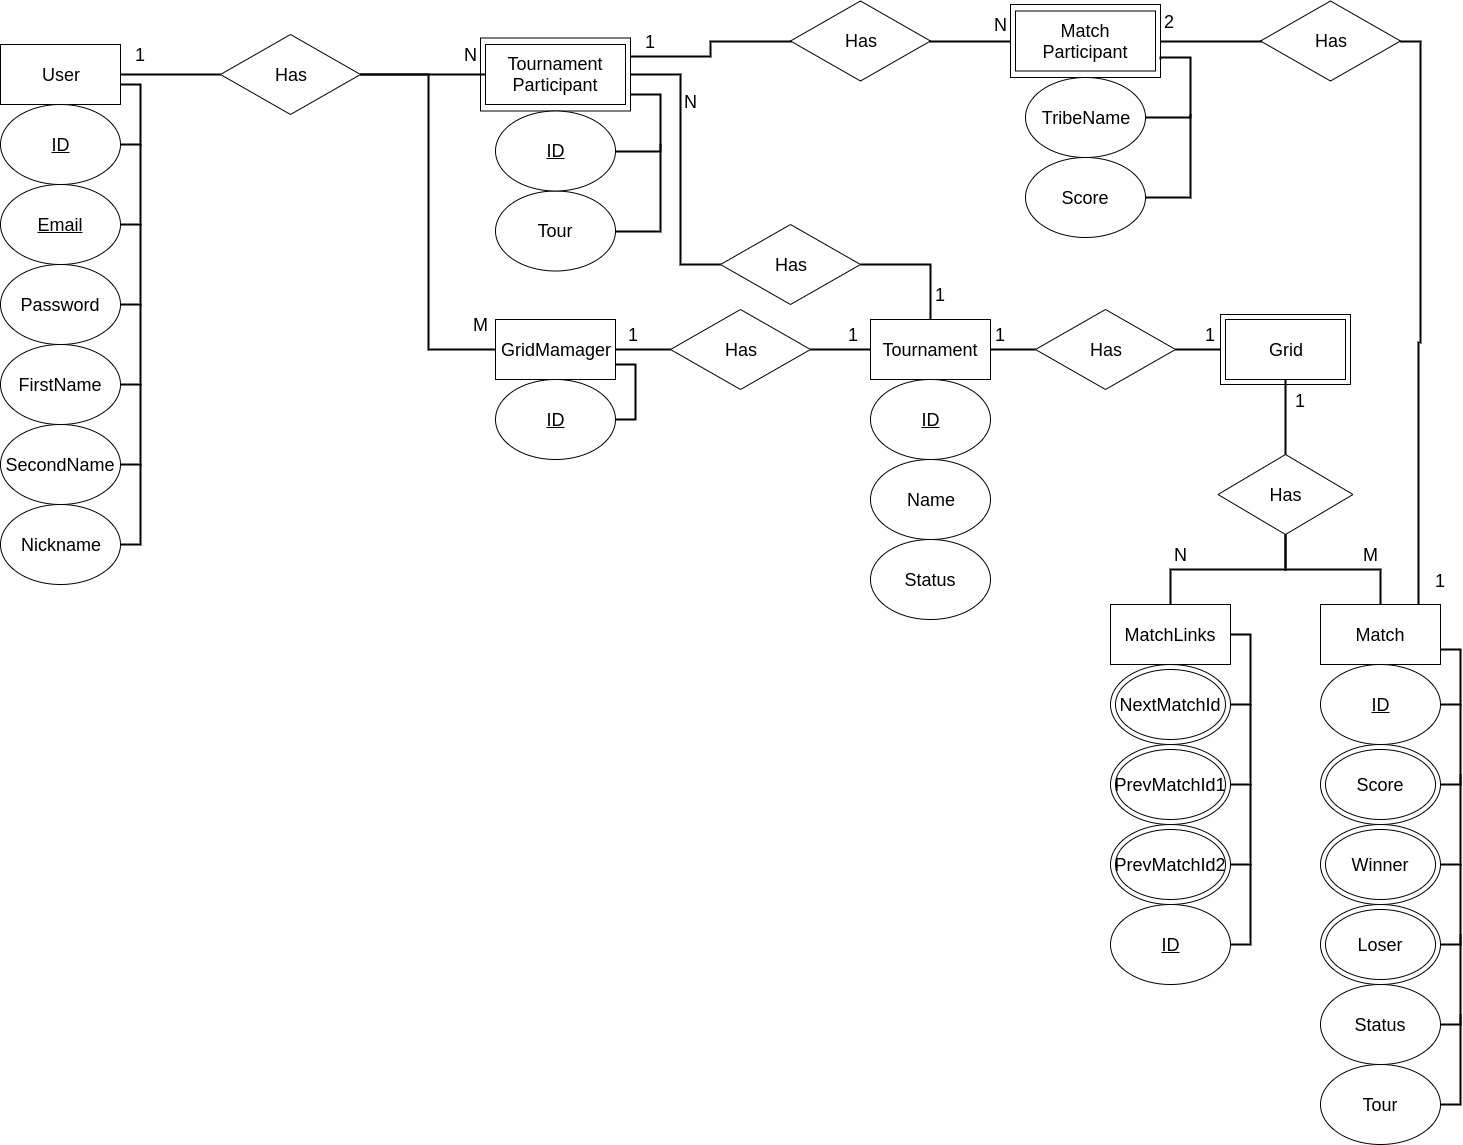 1
Has
N
Match
Participant
2
Has
User
1
Has
N
Tournament
Participant
1
N
TribeName
Score
ID
Email
Password
FirstName
SecondName
Nickname
ID
Tour
Has
1
M
GridMamager
1
Has
1
Tournament
1
Has
1
Grid
ID
ID
Name
Status
1
Has
N
M
1
MatchLinks
NextMatchId
PrevMatchId1
PrevMatchId2
ID
Match
ID
Score
Winner
Loser
Status
Tour